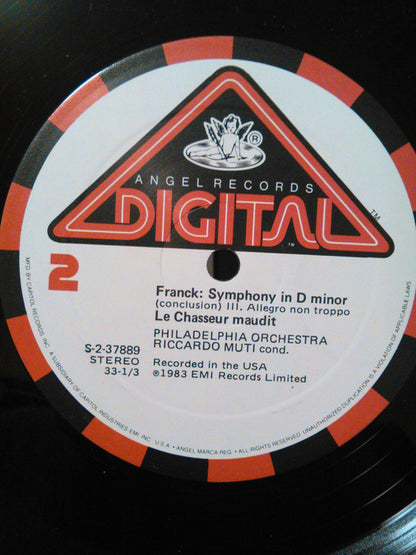 ®
ANGEL RECORDS
DIGITAL
TM
TM
2
Franck: Symphony in D minor
(conclusion) III. Allegro non troppo
Le Chasseur maudit
PHILADELPHIA ORCHESTRA
RICCARDO MUTI cond.
S-2-37889
STEREO
33-1/3
Recorded in the USA
℗1983 EMI Records Limited
MF'D BY CAPITOL RECORDS, INC. A SUBSIDIARY OF CAPITOL INDUSTRIES-EMI, INC. U.S.A. • ANGEL MARCA REG. • ALL RIGHTS RESERVED. UNAUTHORIZED DUPLICATION IS A VIOLATION OF APPLICABLE LAWS